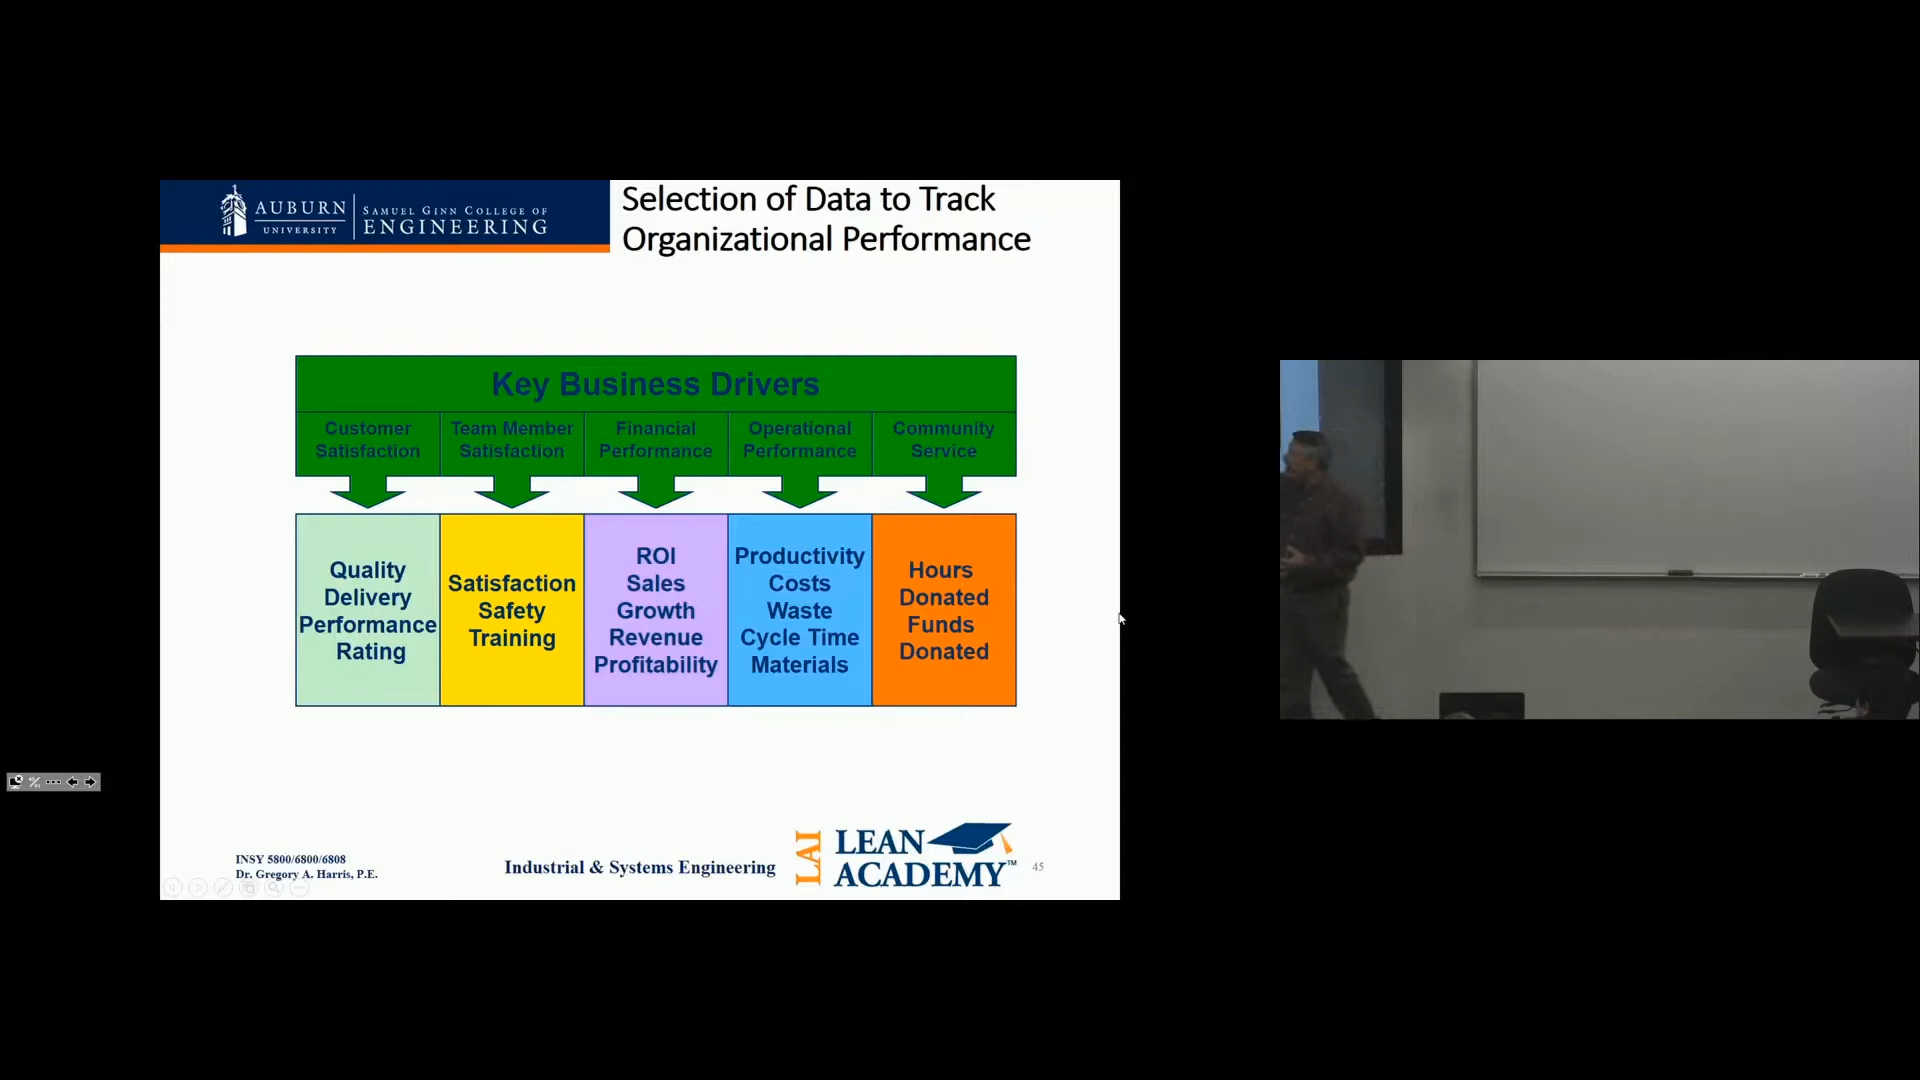 AUBURN
UNIVERSITY
SAMUEL GINN COLLEGE OF
ENGINEERING
Selection of Data to Track
Organizational Performance
Key Business Drivers
Customer
Satisfaction
Team Member
Satisfaction
Financial
Performance
Operational
Performance
Community
Service
Quality
Delivery
Performance
Rating
Satisfaction
Safety
Training
ROI
Sales
Growth
Revenue
Profitability
Productivity
Costs
Waste
Cycle Time
Materials
Hours
Donated
Funds
Donated
INSY 5800/6800/6808
Dr. Gregory A. Harris, P.E.
Industrial & Systems Engineering
LAI
LEAN
ACADEMY™
45